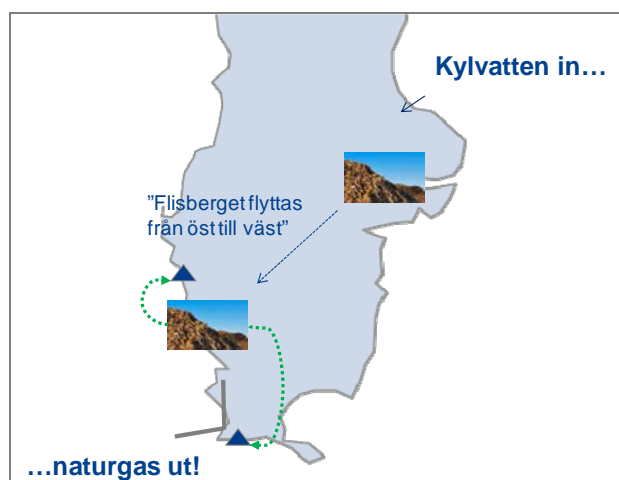 Kylvatten in…
”Flisberget flyttas
från öst till väst”
…naturgas ut!